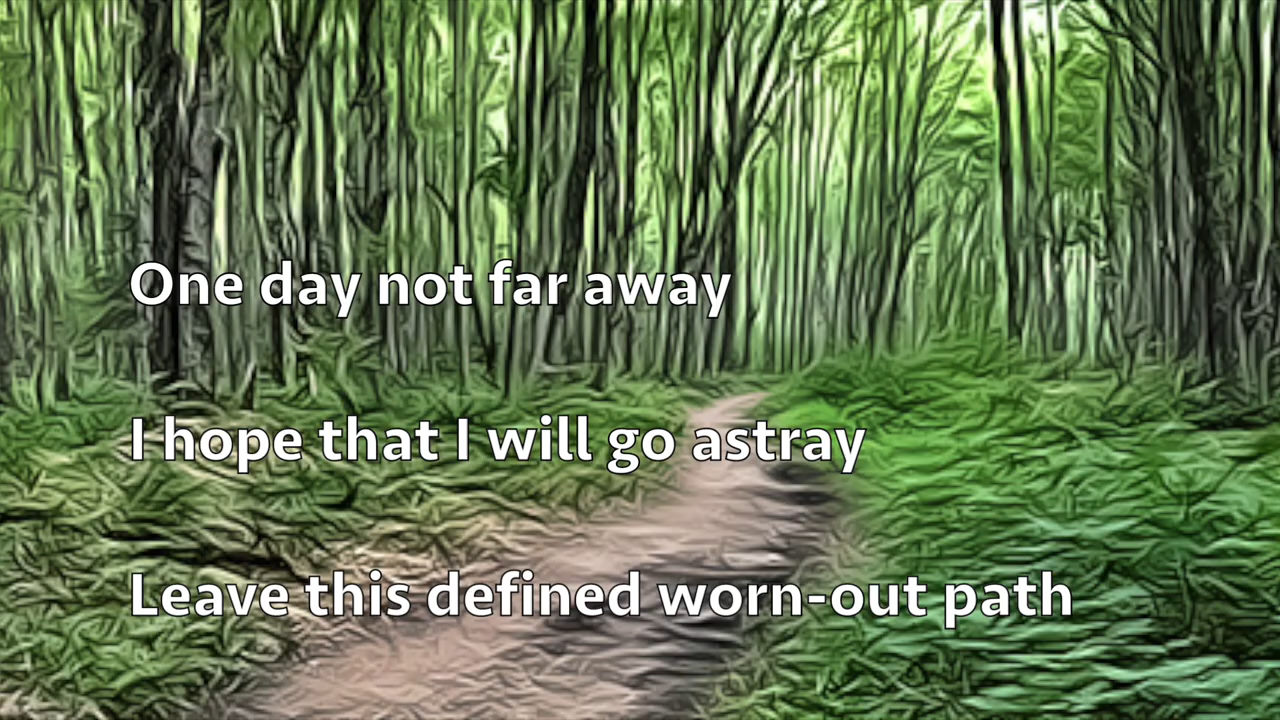 One day not far away
I hope that I will go astray
Leave this defined worn-out path